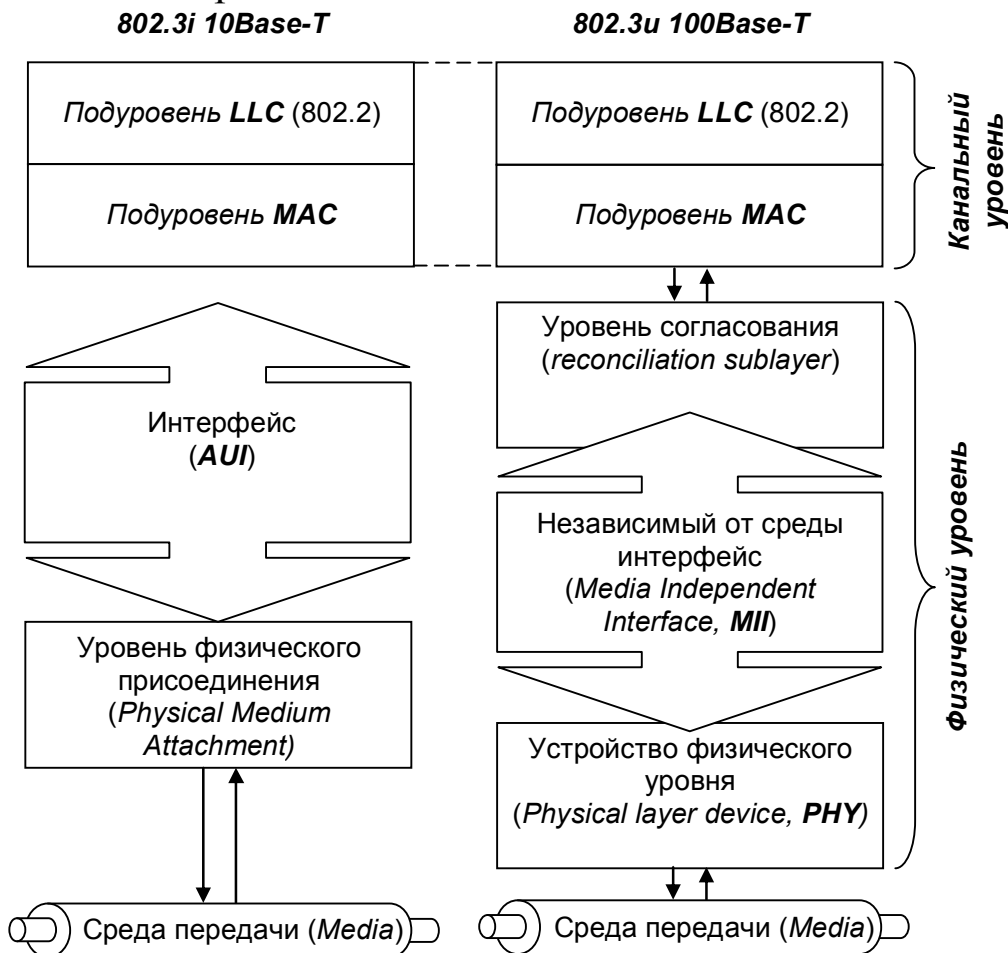 802.3i 10Base-T
802.3u 100Base-T
Подуровень LLC (802.2)
Подуровень MAC
Интерфейс
(AUI)
Уровень физического
присоединения
(Physical Medium
Attachment)
Среда передачи (Media)
Подуровень LLC (802.2)
Подуровень MAC
Уровень согласования
(reconciliation sublayer)
Независимый от среды
интерфейс
(Media Independent
Interface, MII)
Устройство физического
уровня
(Physical layer device, PHY)
Среда передачи (Media)
Канальный
уровень
Физический уровень